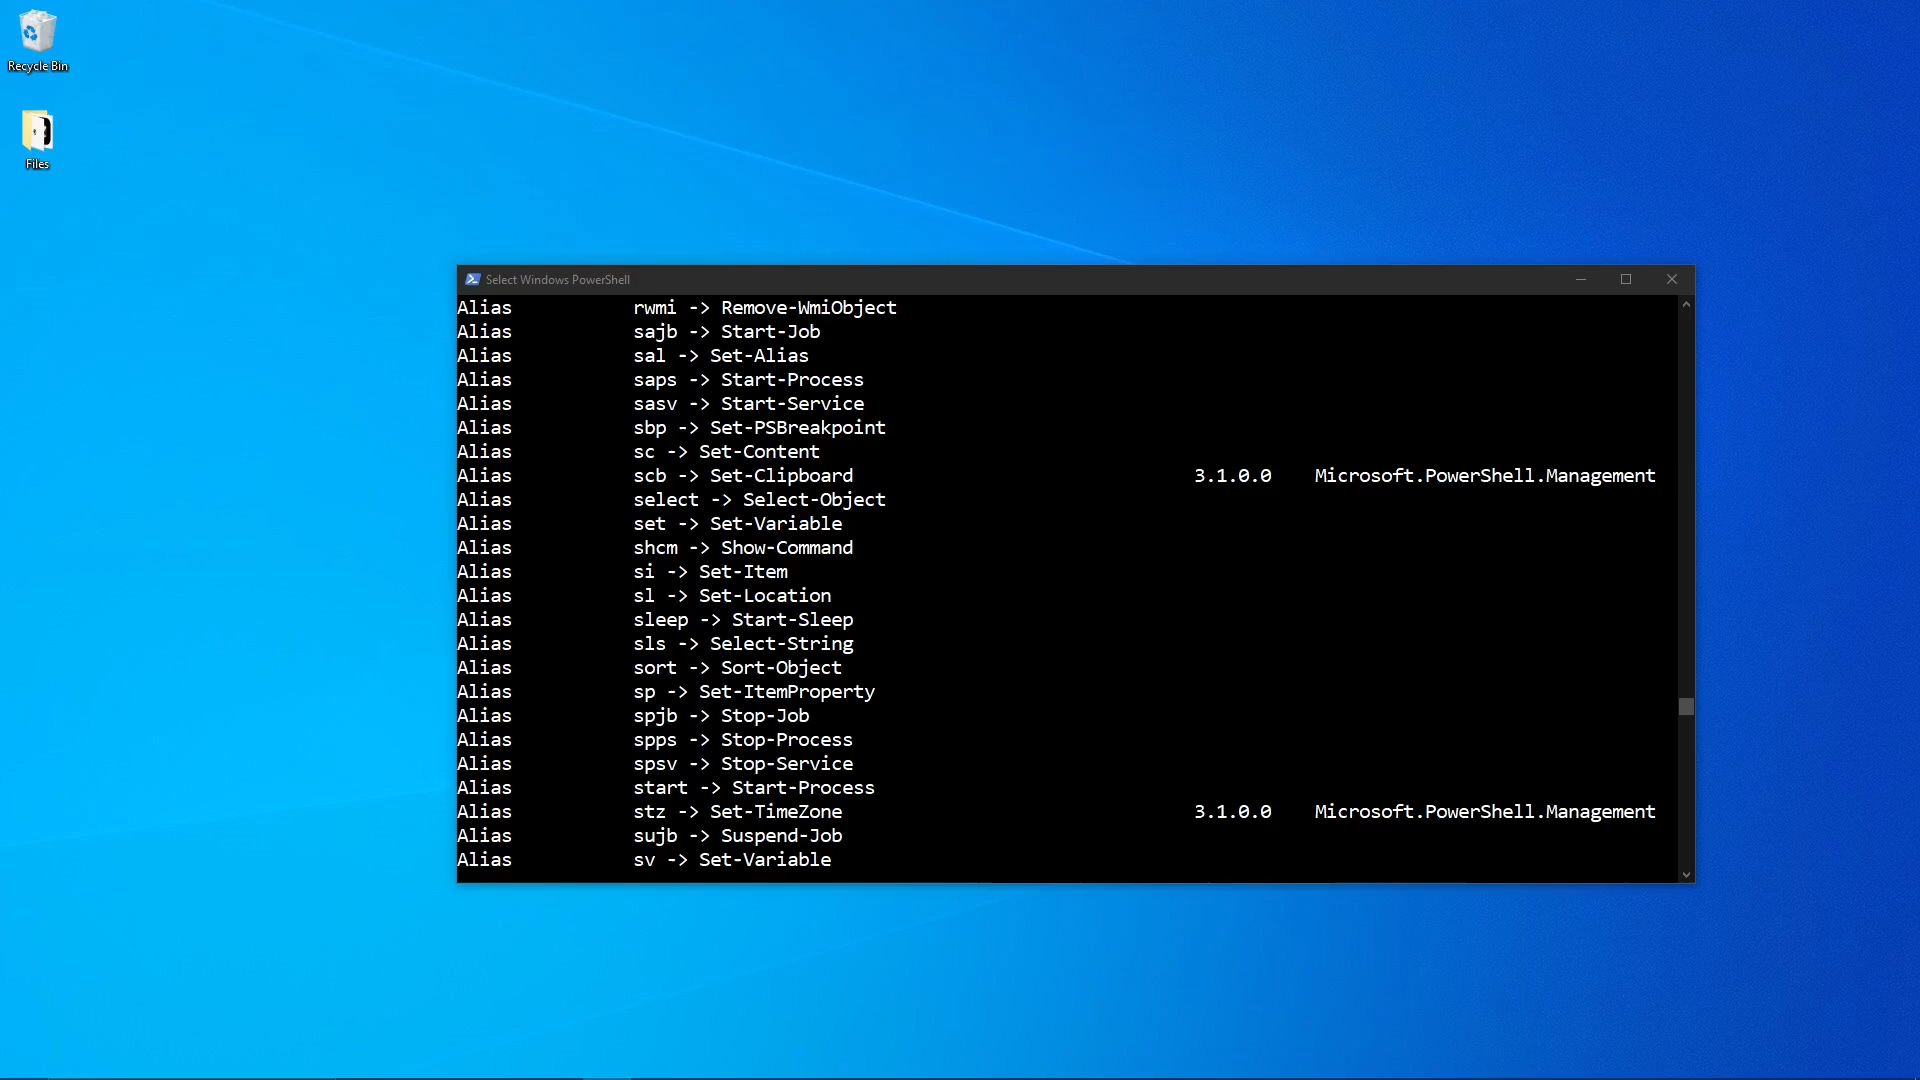 Recycle Bin
Files
Select Windows PowerShell
Alias rwmi -> Remove-WmiObject
Alias sajb -> Start-Job
Alias sal -> Set-Alias
Alias saps -> Start-Process
Alias sasv -> Start-Service
Alias sbp -> Set-PSBreakpoint
Alias sc -> Set-Content
Alias scb -> Set-Clipboard 3.1.0.0 Microsoft.PowerShell.Management
Alias select -> Select-Object
Alias set -> Set-Variable
Alias shcm -> Show-Command
Alias si -> Set-Item
Alias sl -> Set-Location
Alias sleep -> Start-Sleep
Alias sls -> Select-String
Alias sort -> Sort-Object
Alias sp -> Set-ItemProperty
Alias spjb -> Stop-Job
Alias spps -> Stop-Process
Alias spsv -> Stop-Service
Alias start -> Start-Process
Alias stz -> Set-TimeZone 3.1.0.0 Microsoft.PowerShell.Management
Alias sujb -> Suspend-Job
Alias sv -> Set-Variable